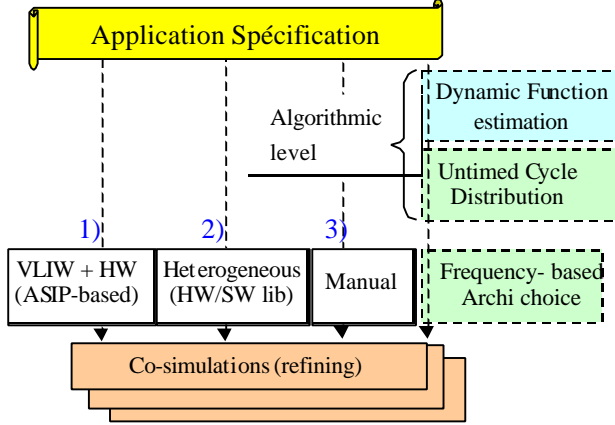 Application Spécification
Dynamic Function
estimation
Algorithmic
level
Untimed Cycle
Distribution
1)
2)
3)
VLIW + HW
(ASIP-based)
Heterogeneous
(HW/SW lib)
Manual
Frequency- based
Archi choice
Co-simulations (refining)